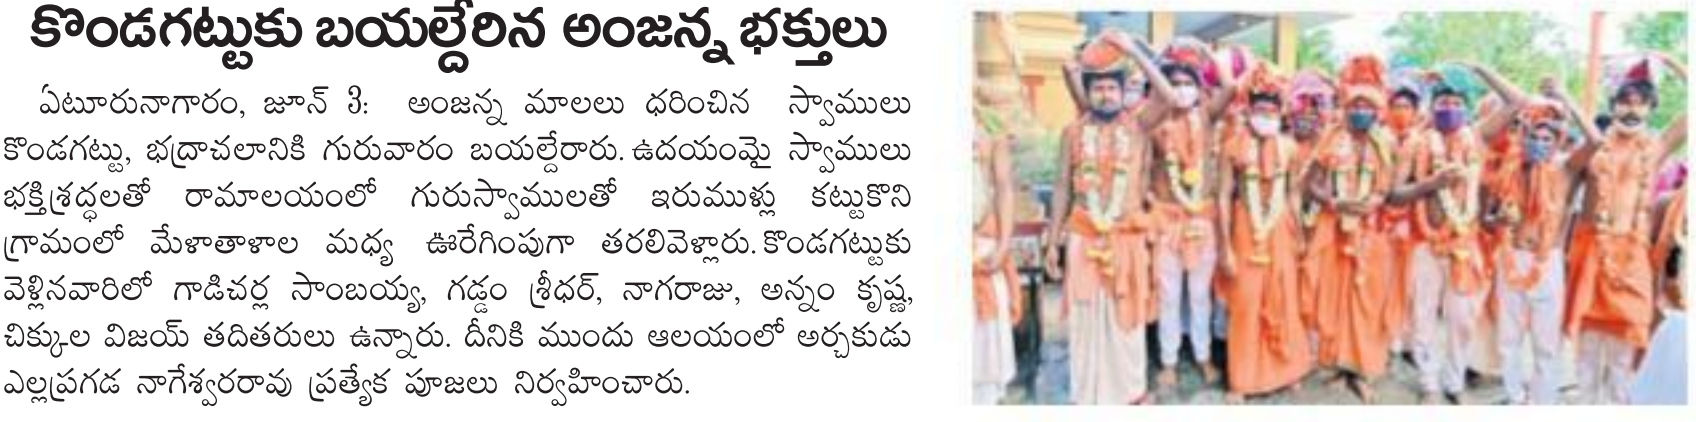 కొండగట్టుకు బయల్దేరిన అంజన్న భక్తులు
ఏటూరునాగారం, జూన్ 3: అంజన్న మాలలు ధరించిన స్వాములు
కొండగట్టు, భద్రాచలానికి గురువారం బయల్దేరారు. ఉదయంమై స్వాములు
భక్తిశ్రద్ధలతో రామాలయంలో గురుస్వాములతో ఇరుముళ్లు కట్టుకొని
గ్రామంలో మేళాతాళాల మధ్య ఊరేగింపుగా తరలివెళ్లారు. కొండగట్టుకు
వెళ్లినవారిలో గాడిచర్ల సాంబయ్య, గడ్డం శ్రీధర్, నాగరాజు, అన్నం కృష్ణ,
చిక్కుల విజయ్ తదితరులు ఉన్నారు. దీనికి ముందు ఆలయంలో అర్చకుడు
ఎల్లప్రగడ నాగేశ్వరరావు ప్రత్యేక పూజలు నిర్వహించారు.